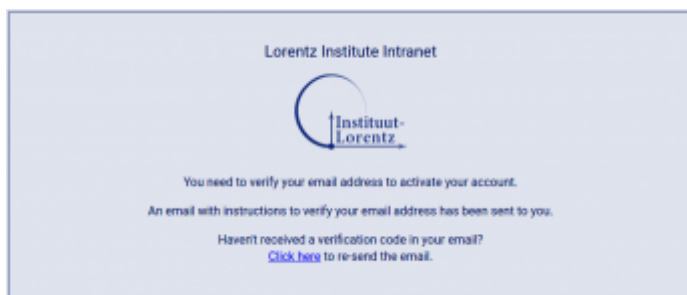 Lorentz Institute Intranet
Instituut-
Lorentz
You need to verify your email address to activate your account.
An email with instructions to verify your email address has been sent to you.
Haven't received a verification code in your email?
Click here to re-send the email.